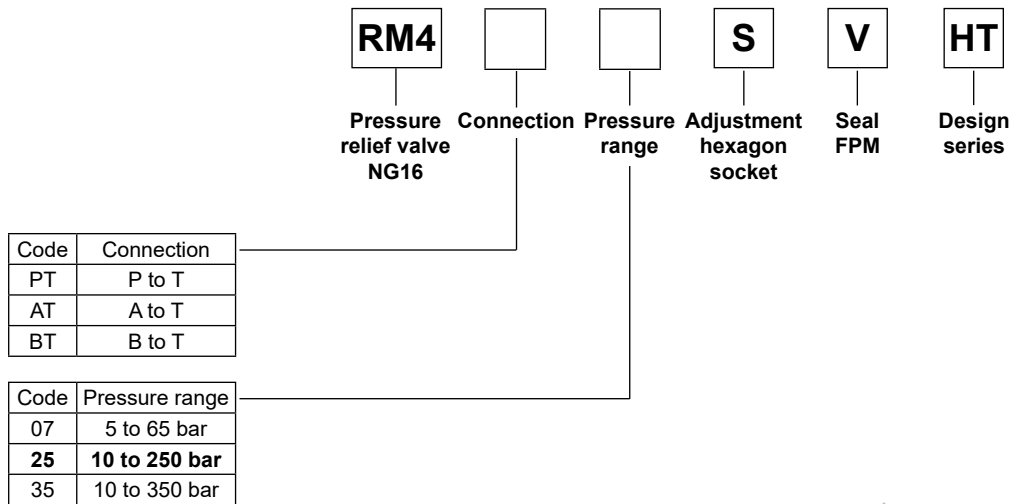 RM4 S V HT
Pressure Connection Pressure Adjustment Seal Design
relief valve range hexagon FPM series
NG16 socket
Code Connection
PT P to T
AT A to T
BT B to T
Code Pressure range
07 5 to 65 bar
25 10 to 250 bar
35 10 to 350 bar